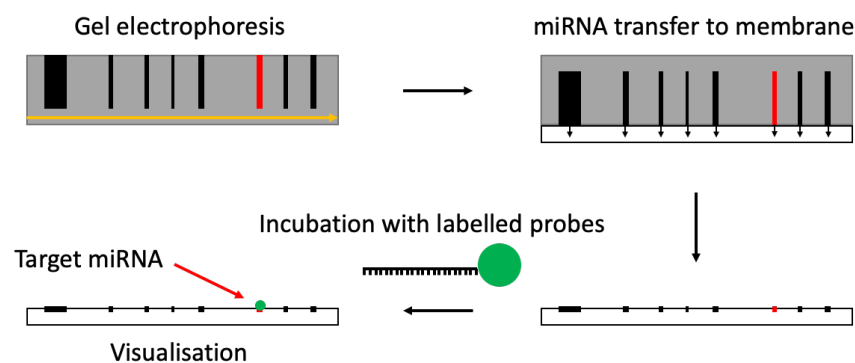 Gel electrophoresis
miRNA transfer to membrane
Incubation with labelled probes
Target miRNA
Visualisation